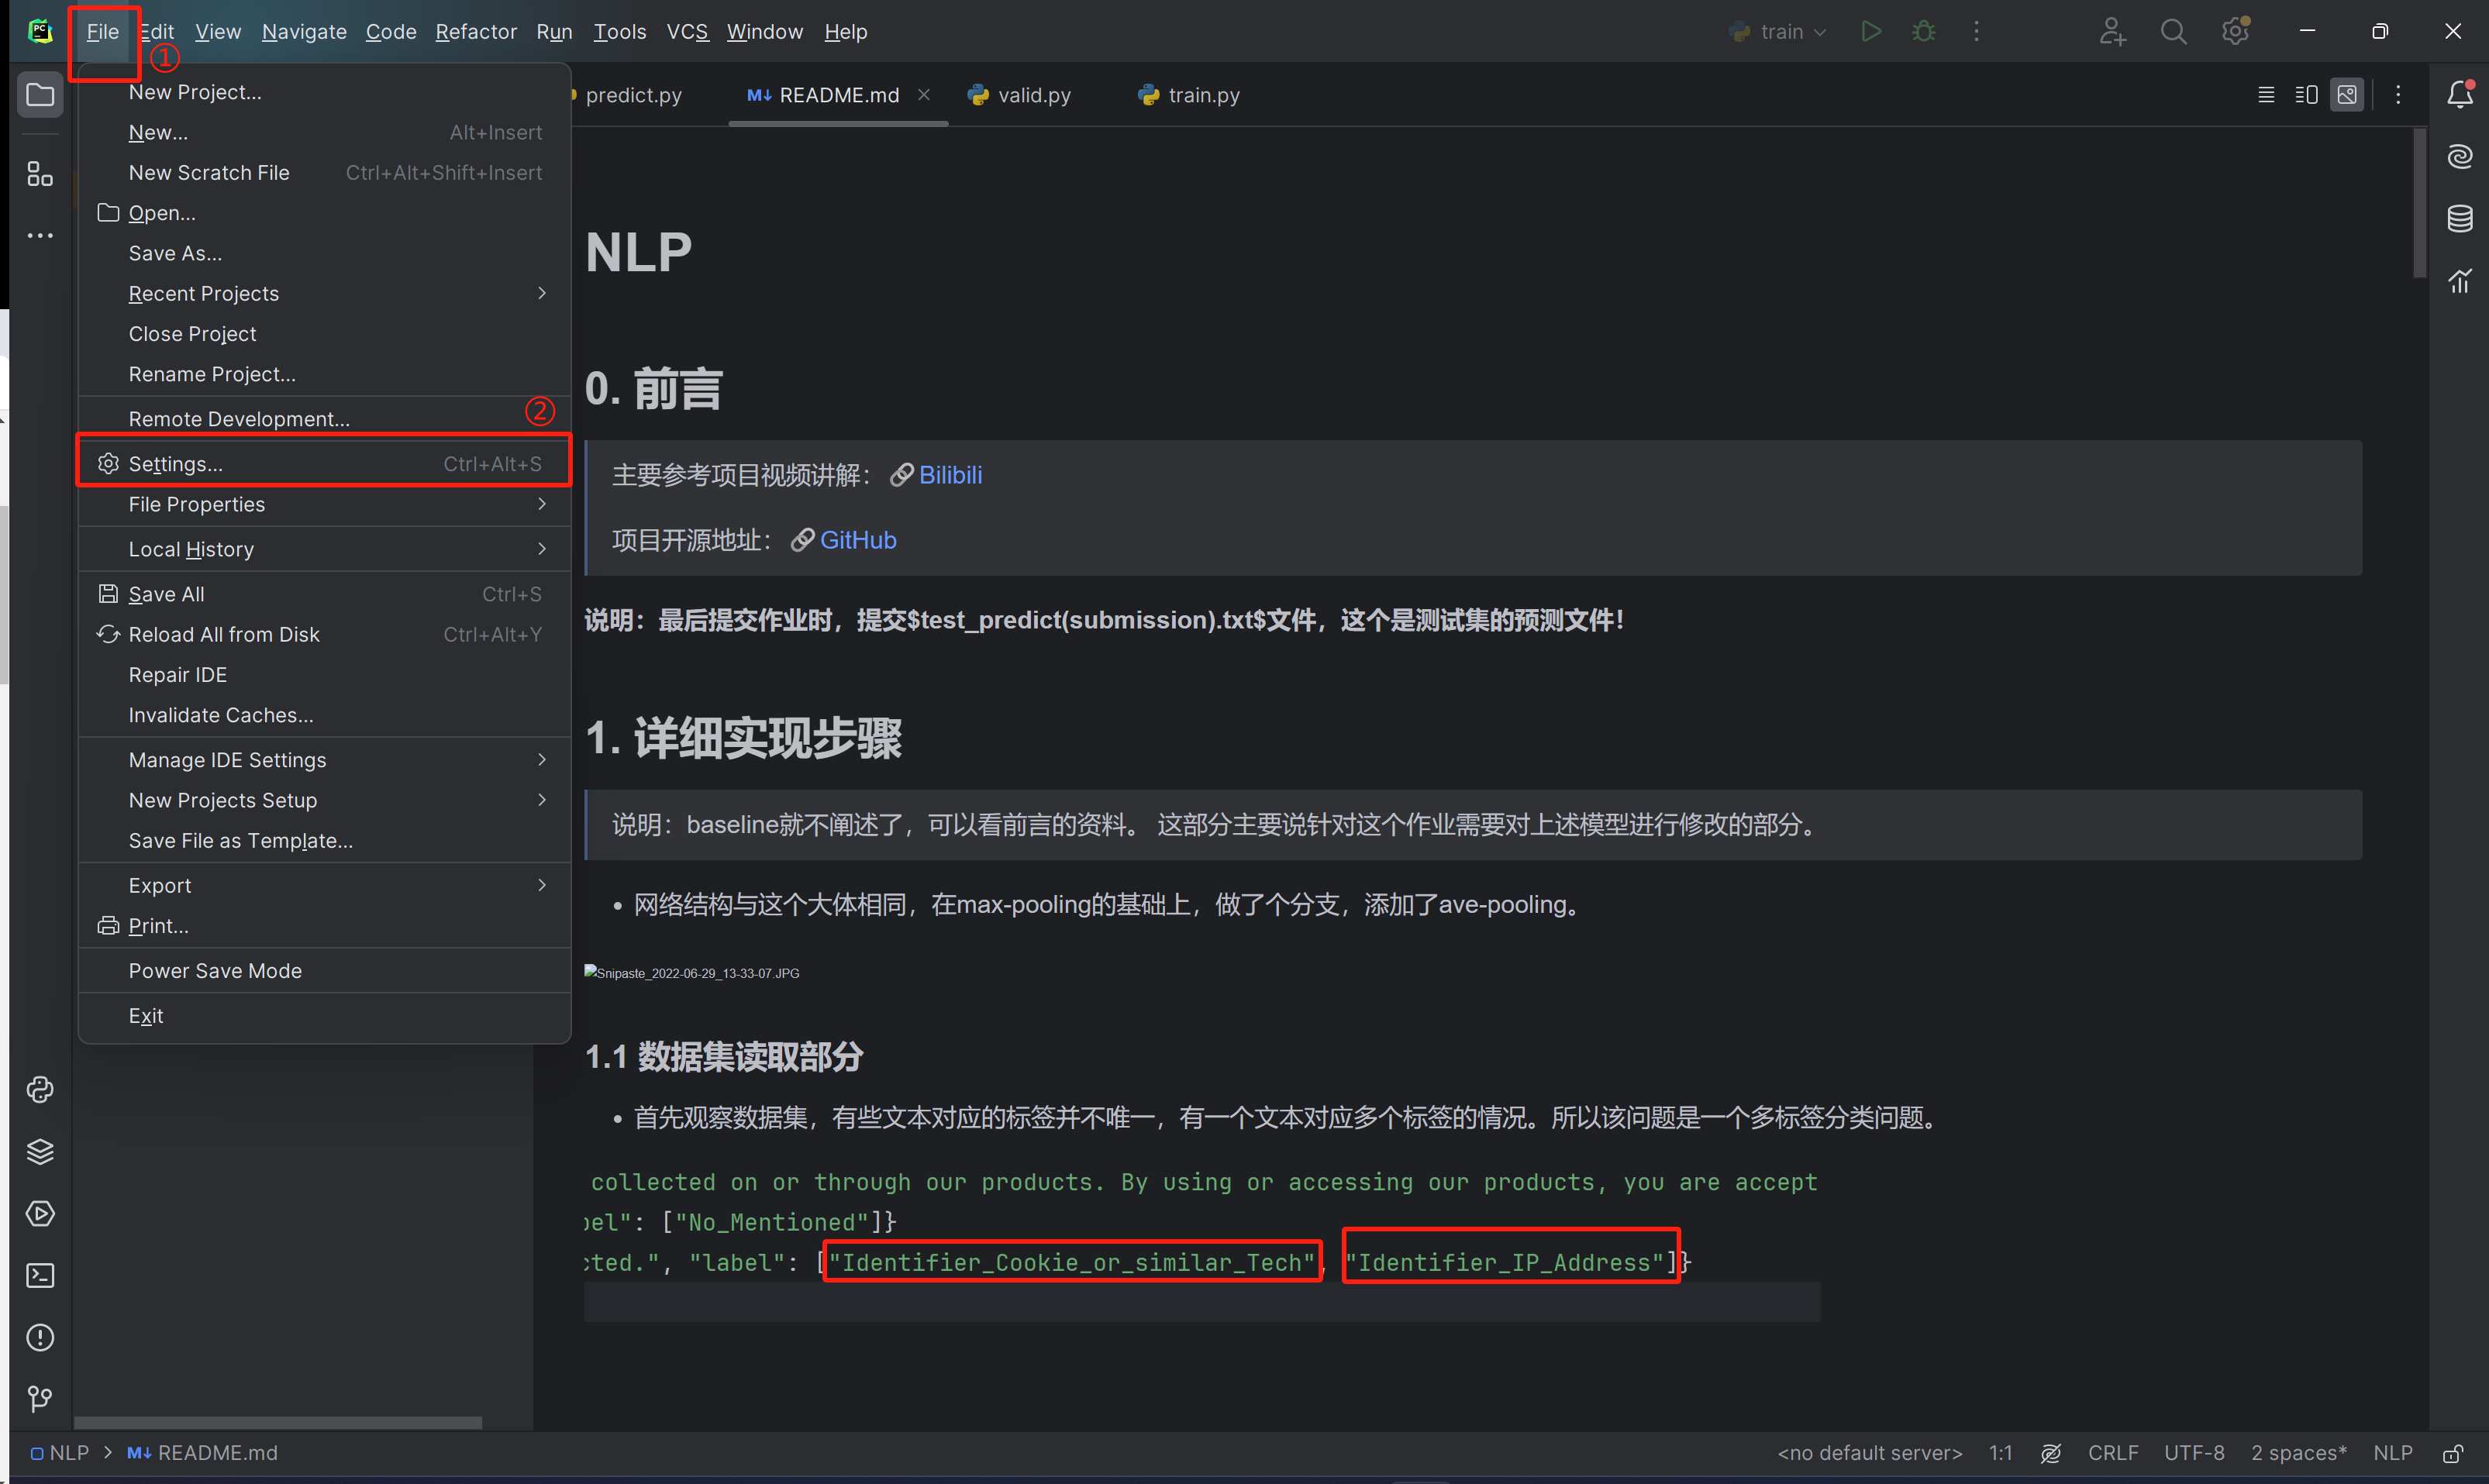 File Edit View Navigate Code Refactor Run Tools VCS Window Help
train
①
predict.py
README.md
valid.py
train.py
New Project...
New... Alt+Insert
New Scratch File Ctrl+Alt+Shift+Insert
Open...
Save As...
Recent Projects
Close Project
Rename Project...
Remote Development...
②
Settings... Ctrl+Alt+S
File Properties
Local History
Save All Ctrl+S
Reload All from Disk Ctrl+Alt+Y
Repair IDE
Invalidate Caches...
Manage IDE Settings
New Projects Setup
Save File as Template...
Export
Print...
Power Save Mode
Exit
NLP
0. 前言
主要参考项目视频讲解： Bilibili
项目开源地址： GitHub
说明：最后提交作业时，提交$test_predict(submission).txt$文件，这个是测试集的预测文件！
1. 详细实现步骤
说明：baseline就不阐述了，可以看前言的资料。 这部分主要说针对这个作业需要对上述模型进行修改的部分。
• 网络结构与这个大体相同，在max-pooling的基础上，做了个分支，添加了ave-pooling。
Snipaste_2022-06-29_13-33-07.JPG
1.1 数据集读取部分
• 首先观察数据集，有些文本对应的标签并不唯一，有一个文本对应多个标签的情况。所以该问题是一个多标签分类问题。
collected on or through our products. By using or accessing our products, you are accept
bel": ["No_Mentioned"]}
cted.", "label": ["Identifier_Cookie_or_similar_Tech", "Identifier_IP_Address"]}
NLP > M↓ README.md
<no default server> 1:1 CRLF UTF-8 2 spaces* NLP